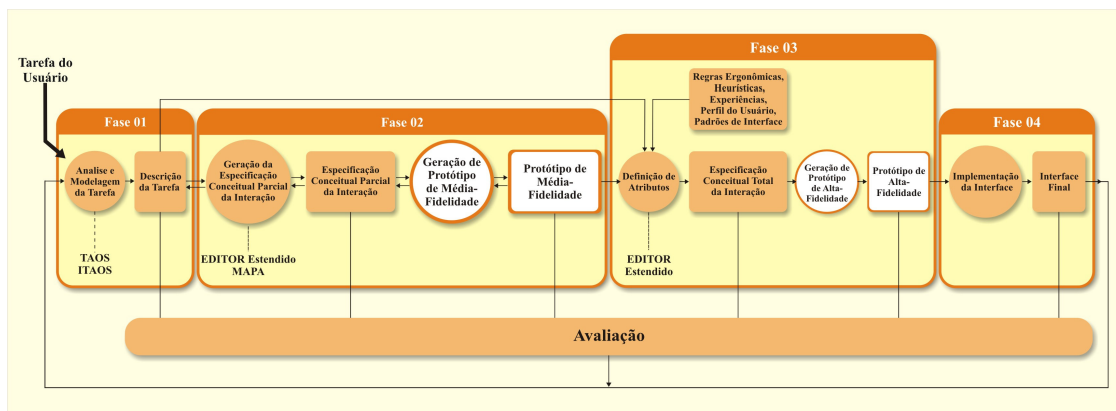 Tarefa do
Usuário
Fase 01
Analise e
Modelagem
da Tarefa
Descrição
da Tarefa
TAOS
ITAOS
Fase 02
Geração da
Especificação
Conceitual Parcial
da Interação
Especificação
Conceitual Parcial
da Interação
Geração de
Protótipo
de Média-
Fidelidade
Protótipo de
Média-
Fidelidade
EDITOR Estendido
MAPA
Fase 03
Regras Ergonômicas,
Heurísticas,
Experiências,
Perfil do Usuário,
Padrões de Interface
Definição de
Atributos
Especificação
Conceitual Total
da Interação
Geração de
Protótipo
de Alta-
Fidelidade
Protótipo de
Alta-
Fidelidade
EDITOR
Estendido
Fase 04
Implementação
da Interface
Interface
Final
Avaliação